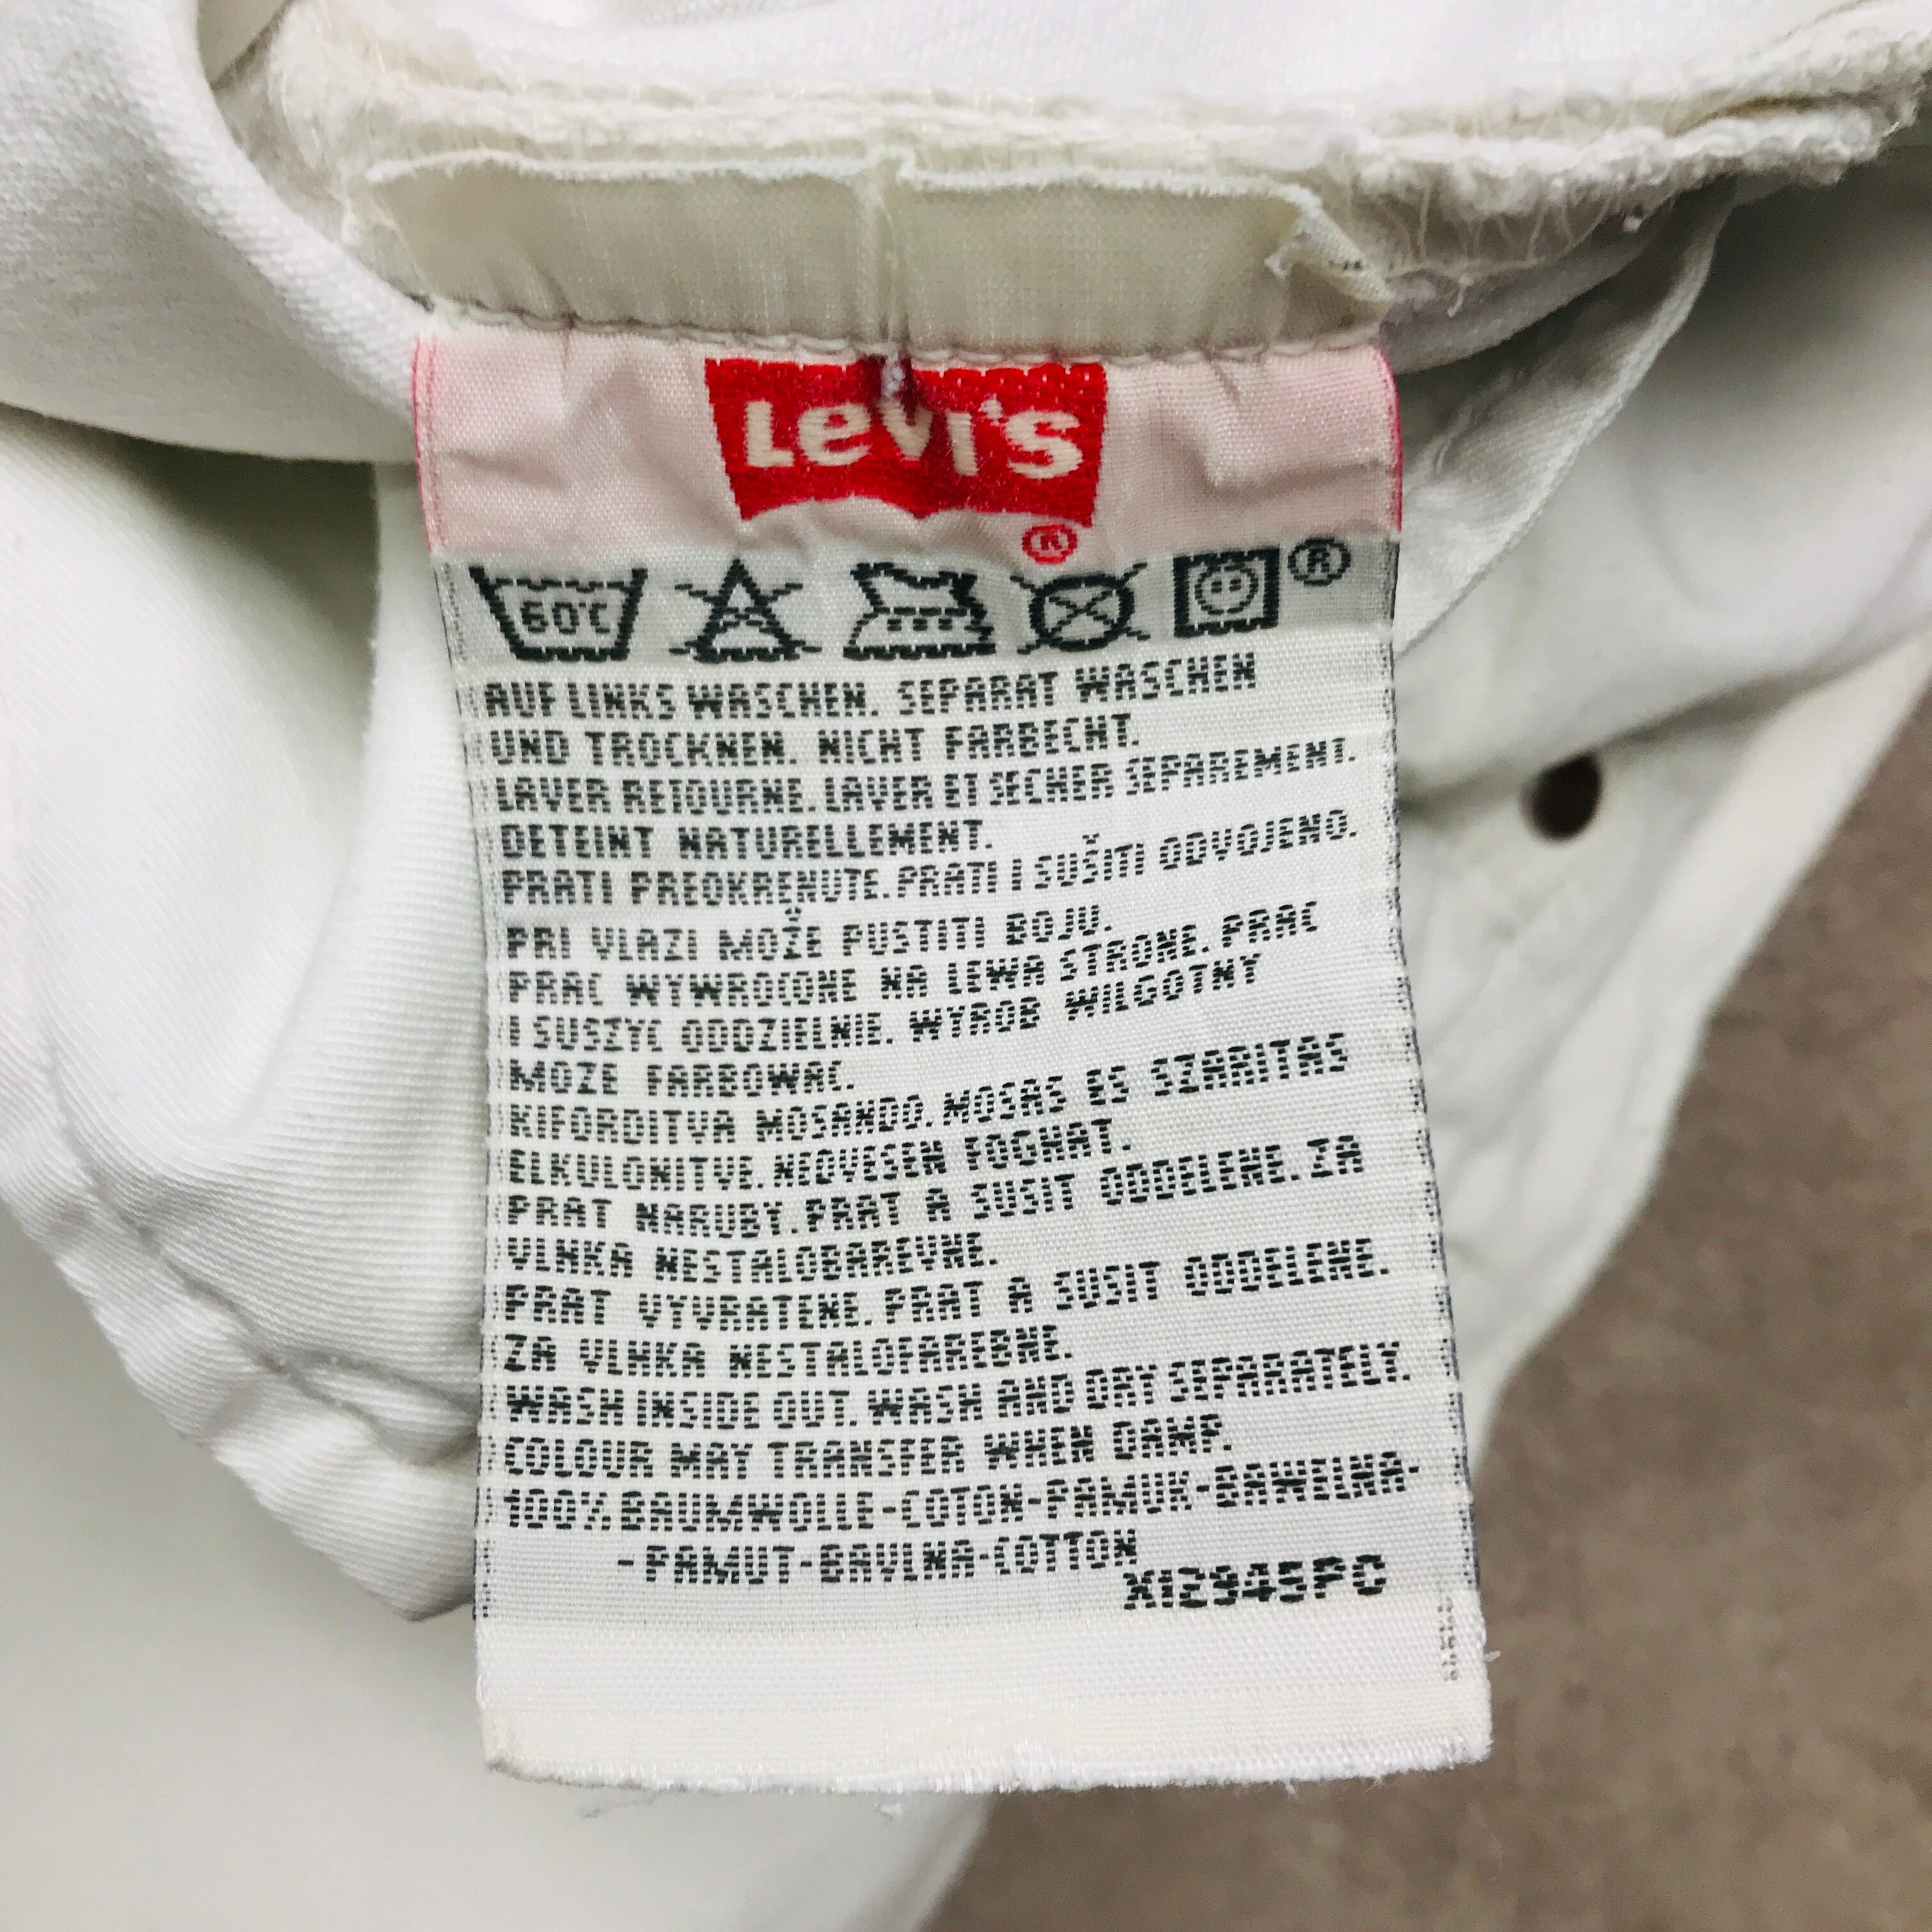 Levi's
®
60°C ®
AUF LINKS WASCHEN. SEPARAT WASCHEN
UND TROCKNEN. NICHT FARBECHT.
LAVER RETOURNE. LAVER ET SECHER SEPAREMENT.
DETEINT NATURELLEMENT.
PRATI PREOKRENUTE. PRATI I SUŠITI ODVOJENO.
PRI VLAZI MOŽE PUSTITI BOJU.
PRAC WYWROCONE NA LEWA STRONE. PRAC
I SUSZYC ODDZIELNIE. WYROB WILGOTNY
MOZE FARBOWAC.
KIFORDITVA MOSANDO. MOSAS ES SZARITAS
ELKULONITVE. NEDVESEN FOGHAT.
PRAT NARUBY. PRAT A SUSIT ODDELENE. ZA
VLHKA NESTALOBAREVNE.
PRAT VYVRATENE. PRAT A SUSIT ODDELENE.
ZA VLHKA NESTALOFAREBNE.
WASH INSIDE OUT. WASH AND DRY SEPARATELY.
COLOUR MAY TRANSFER WHEN DAMP.
100% BAUMWOLLE-COTON-PAMUK-BAWELNA-
-PAMUT-BAVLNA-COTTON
X12945PC